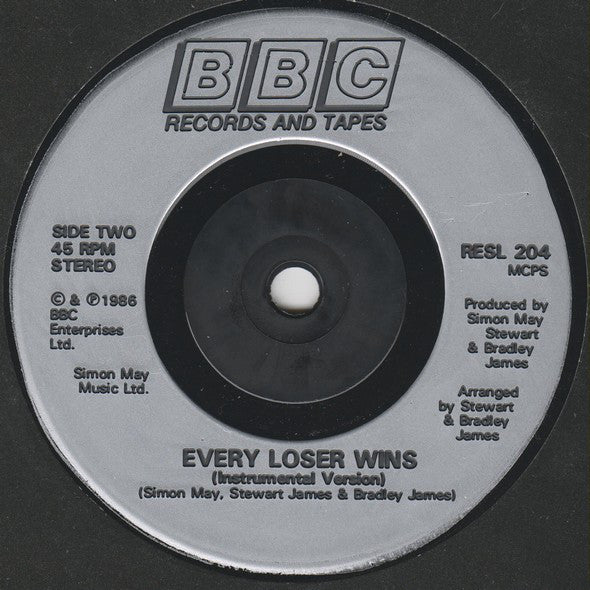 BBC
RECORDS AND TAPES
SIDE TWO
45 RPM
STEREO
© & ℗1986
BBC
Enterprises
Ltd.
Simon May
Music Ltd.
RESL 204
MCPS
Produced by
Simon May
Stewart
& Bradley
James
Arranged
by Stewart
& Bradley
James
EVERY LOSER WINS
(Instrumental Version)
(Simon May, Stewart James & Bradley James)